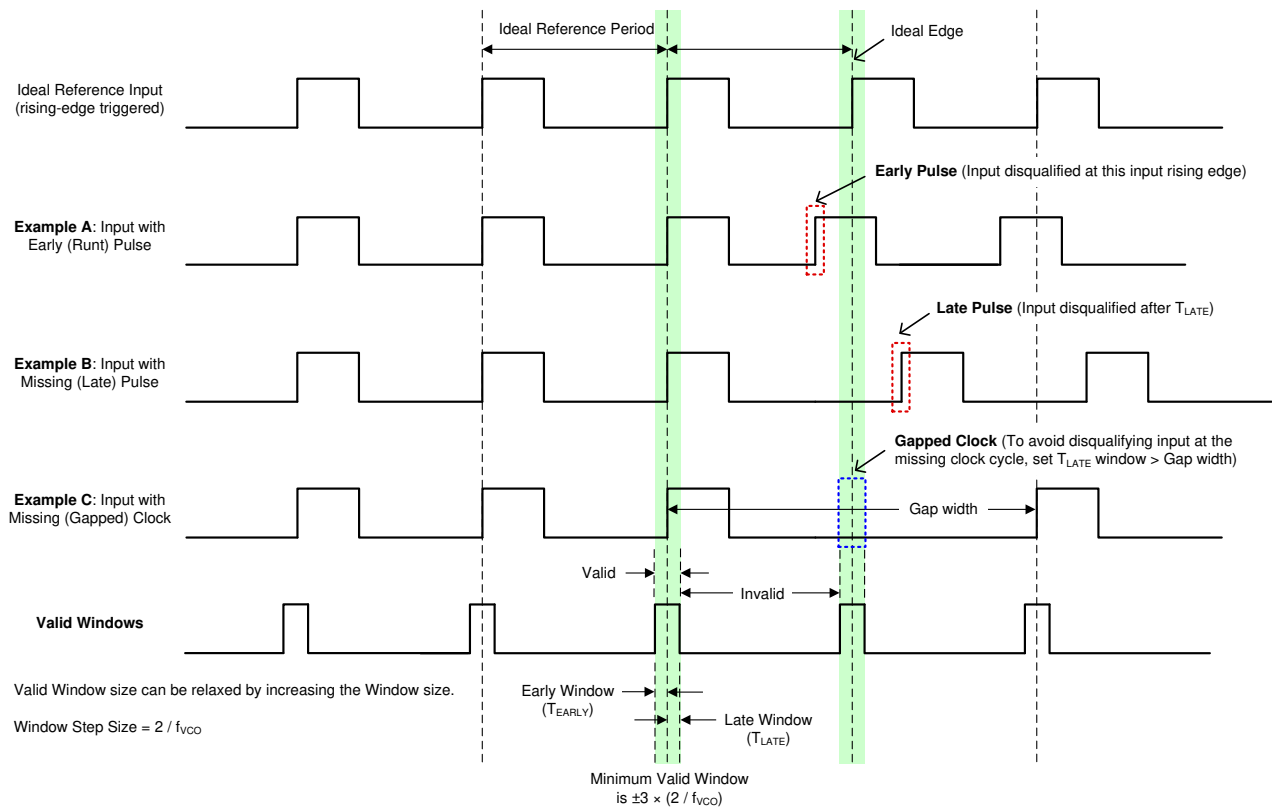 Ideal Reference Period
Ideal Edge
Ideal Reference Input
(rising-edge triggered)
Early Pulse (Input disqualified at this input rising edge)
Example A: Input with
Early (Runt) Pulse
Late Pulse (Input disqualified after TLATE)
Example B: Input with
Missing (Late) Pulse
Gapped Clock (To avoid disqualifying input at the
missing clock cycle, set TLATE window > Gap width)
Example C: Input with
Missing (Gapped) Clock
Gap width
Valid
Invalid
Valid Windows
Valid Window size can be relaxed by increasing the Window size.
Window Step Size = 2 / fVCO
Early Window
(TEARLY)
Late Window
(TLATE)
Minimum Valid Window
is ±3 × (2 / fVCO)